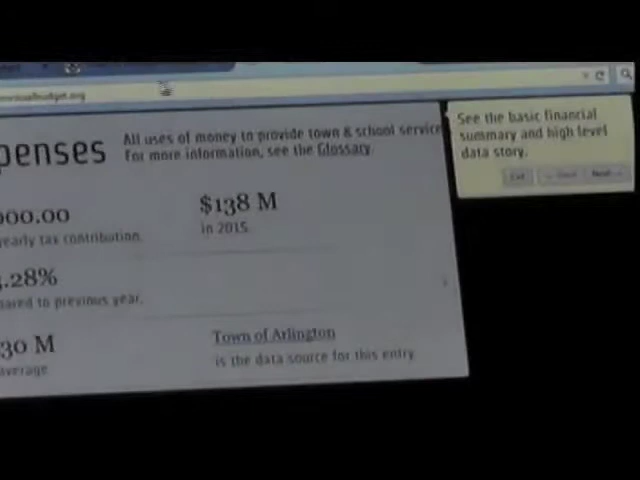 penses
All uses of money to provide town & school service
For more information, see the Glossary.
000.00
yearly tax contribution.
$138 M
in 2015.
.28%
ared to previous year.
30 M
average.
Town of Arlington
is the data source for this entry.
See the basic financial
summary and high level
data story.
Exit
Next →